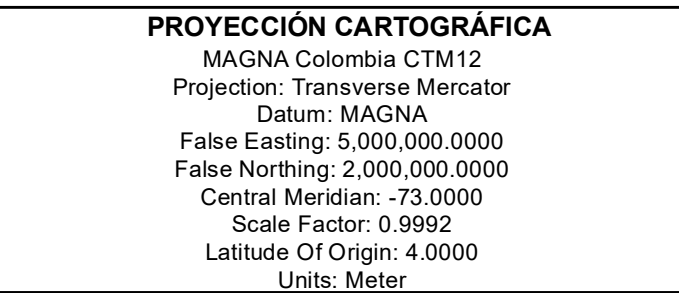 PROYECCIÓN CARTOGRÁFICA
MAGNA Colombia CTM12
Projection: Transverse Mercator
Datum: MAGNA
False Easting: 5,000,000.0000
False Northing: 2,000,000.0000
Central Meridian: -73.0000
Scale Factor: 0.9992
Latitude Of Origin: 4.0000
Units: Meter